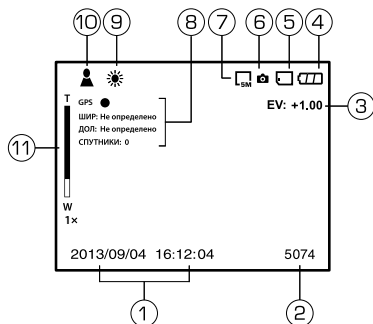 10 9 8 7 6 5 4
5M
EV: +1.00
3
T
GPS
ШИР: Не определено
ДОЛ: Не определено
СПУТНИКИ: 0
11
W
1×
2013/09/04 16:12:04 5074
1 2